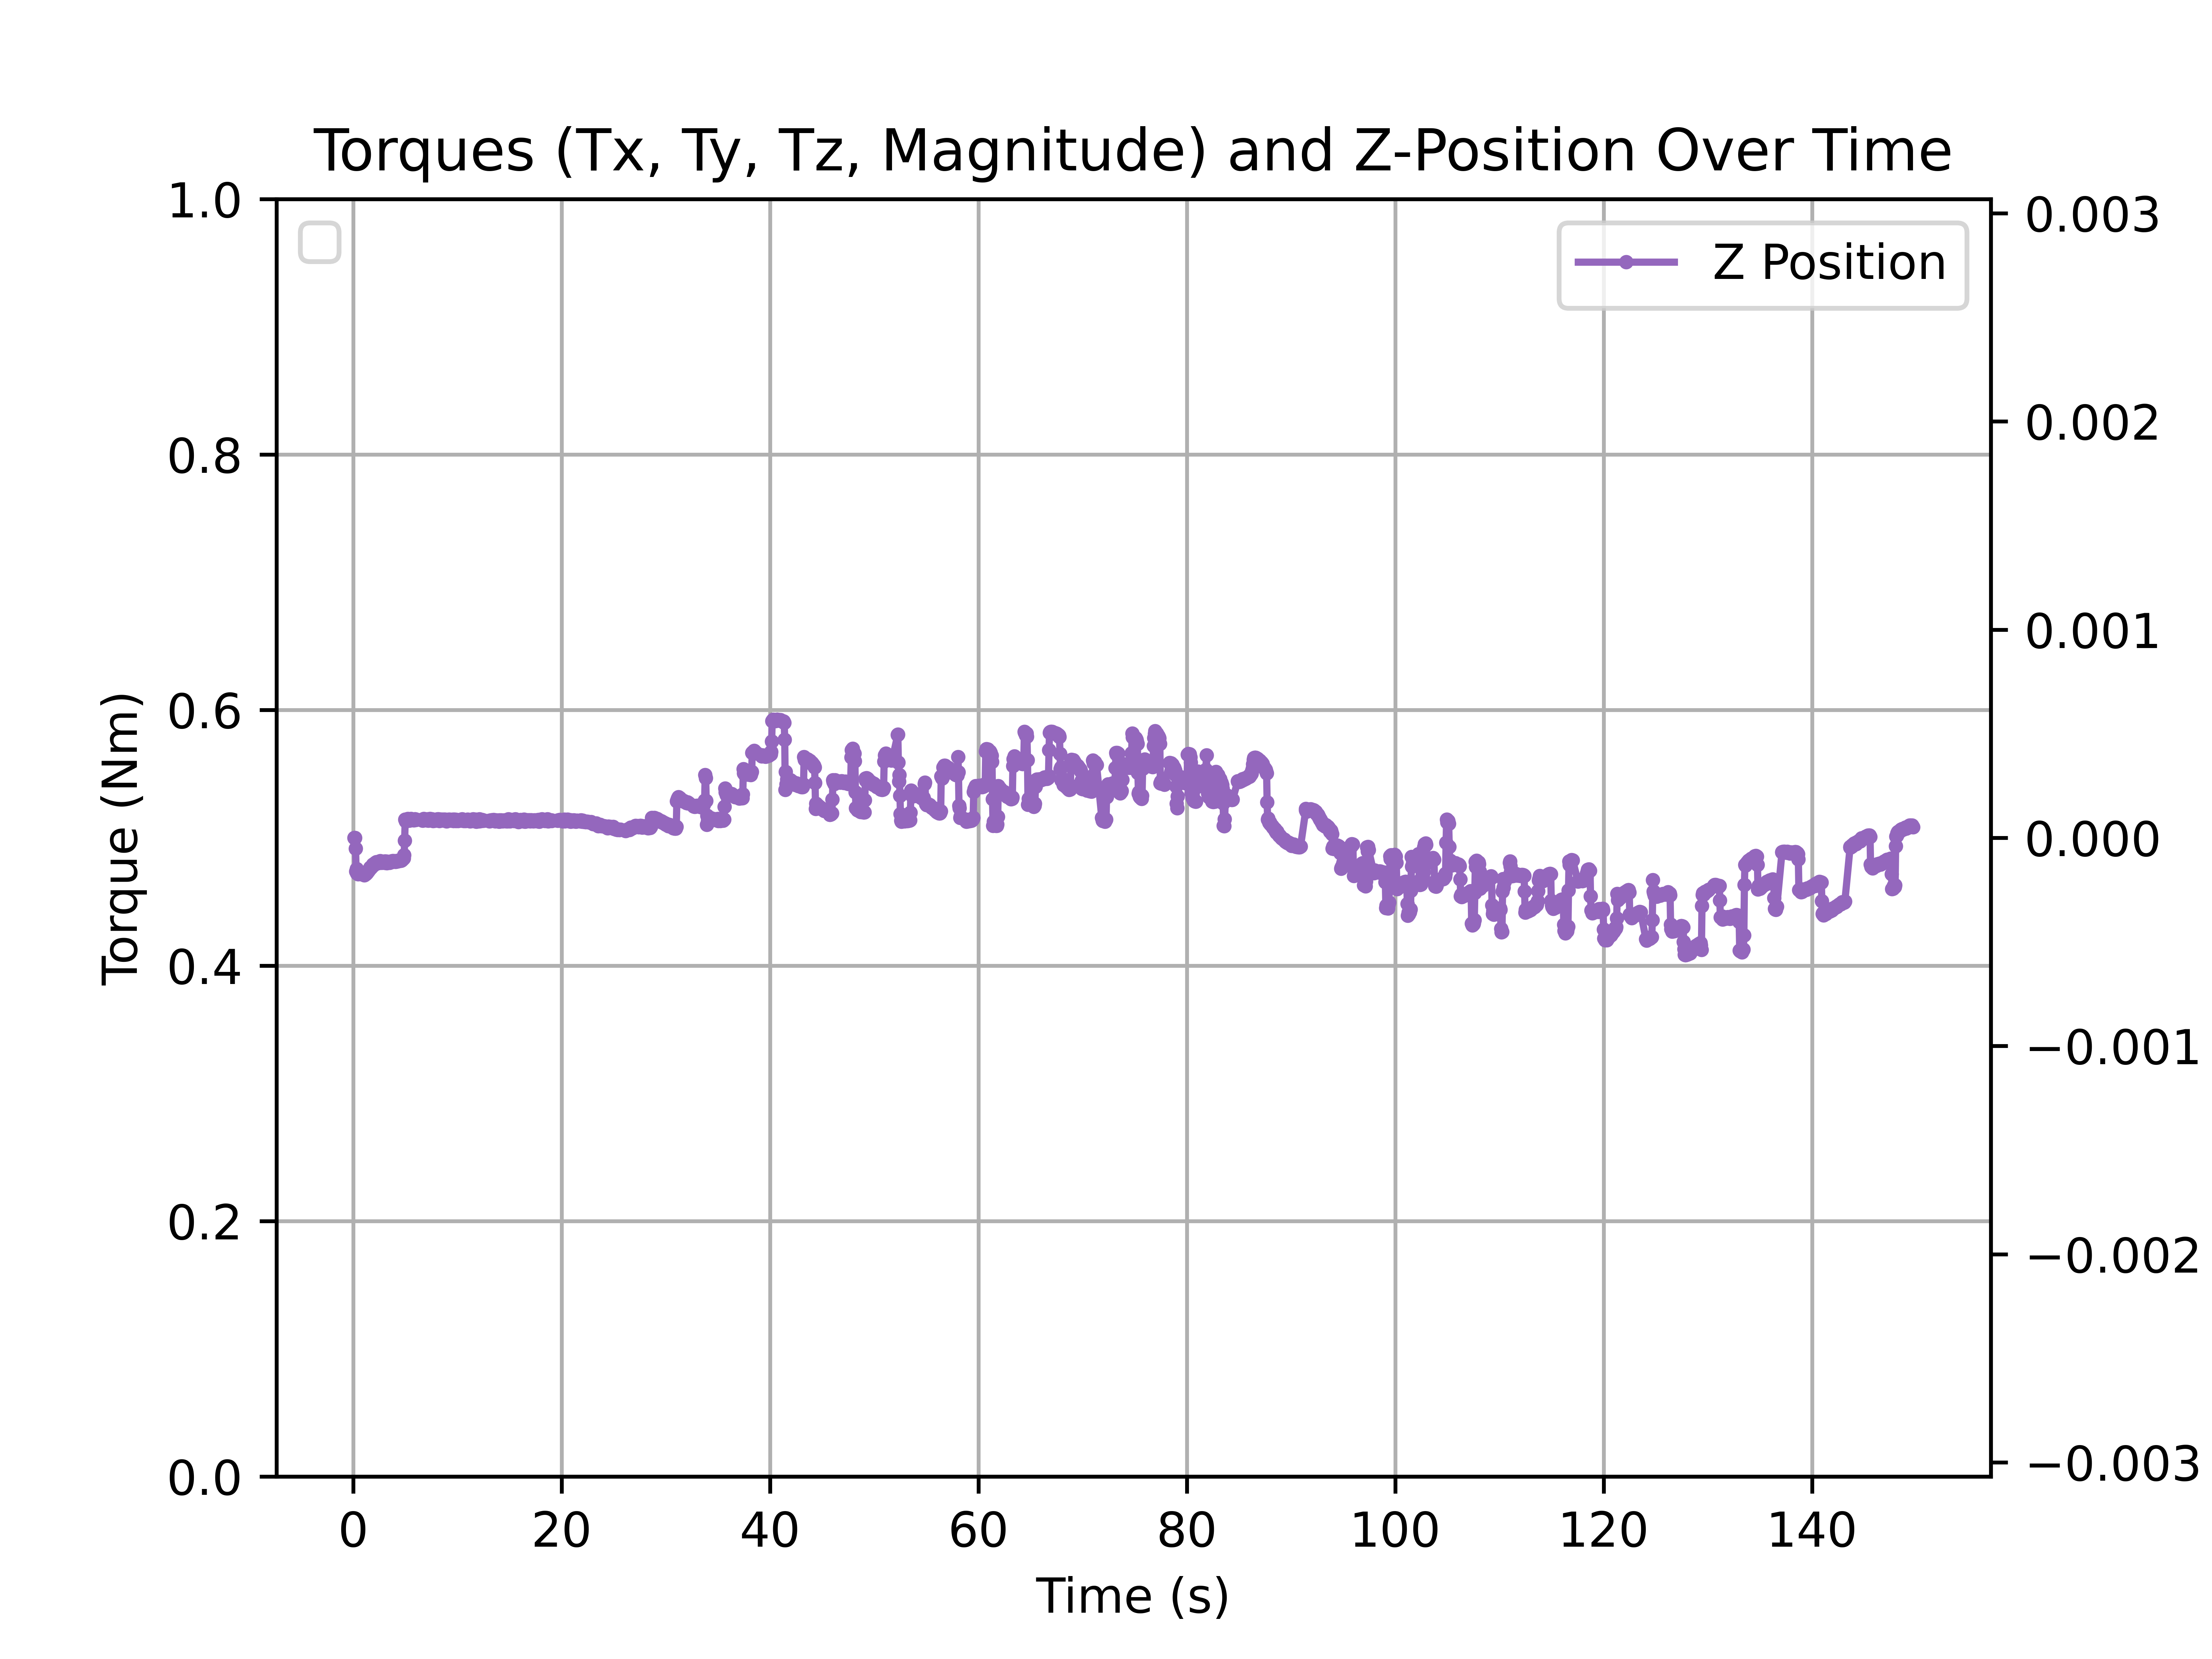 Torques (Tx, Ty, Tz, Magnitude) and Z-Position Over Time
1.0
0.8
0.6
0.4
0.2
0.0
Torque (Nm)
Z Position
0.003
0.002
0.001
0.000
−0.001
−0.002
−0.003
0 20 40 60 80 100 120 140
Time (s)